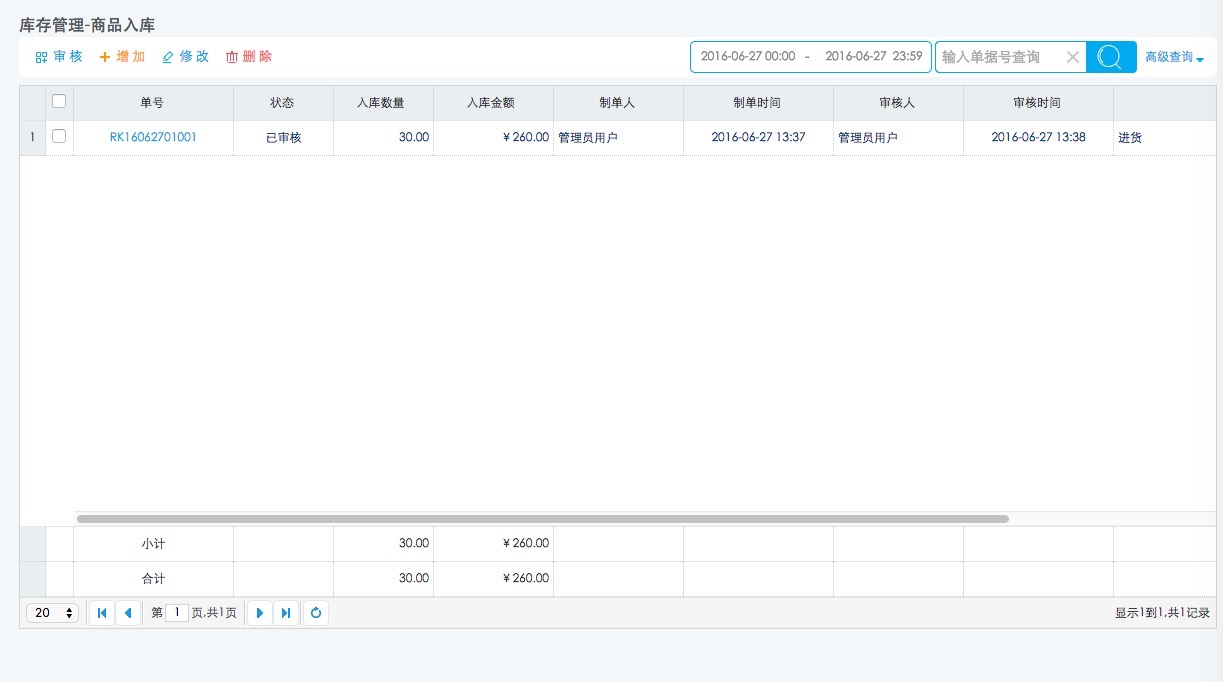 库存管理-商品入库
审 核 增 加 修 改 删 除 2016-06-27 00:00 - 2016-06-27 23:59 输入单据号查询 高级查询
单号 状态 入库数量 入库金额 制单人 制单时间 审核人 审核时间
1 RK16062701001 已审核 30.00 ￥260.00 管理员用户 2016-06-27 13:37 管理员用户 2016-06-27 13:38 进货
小计 30.00 ￥260.00
合计 30.00 ￥260.00
20 第 1 页,共1页 显示1到1,共1记录